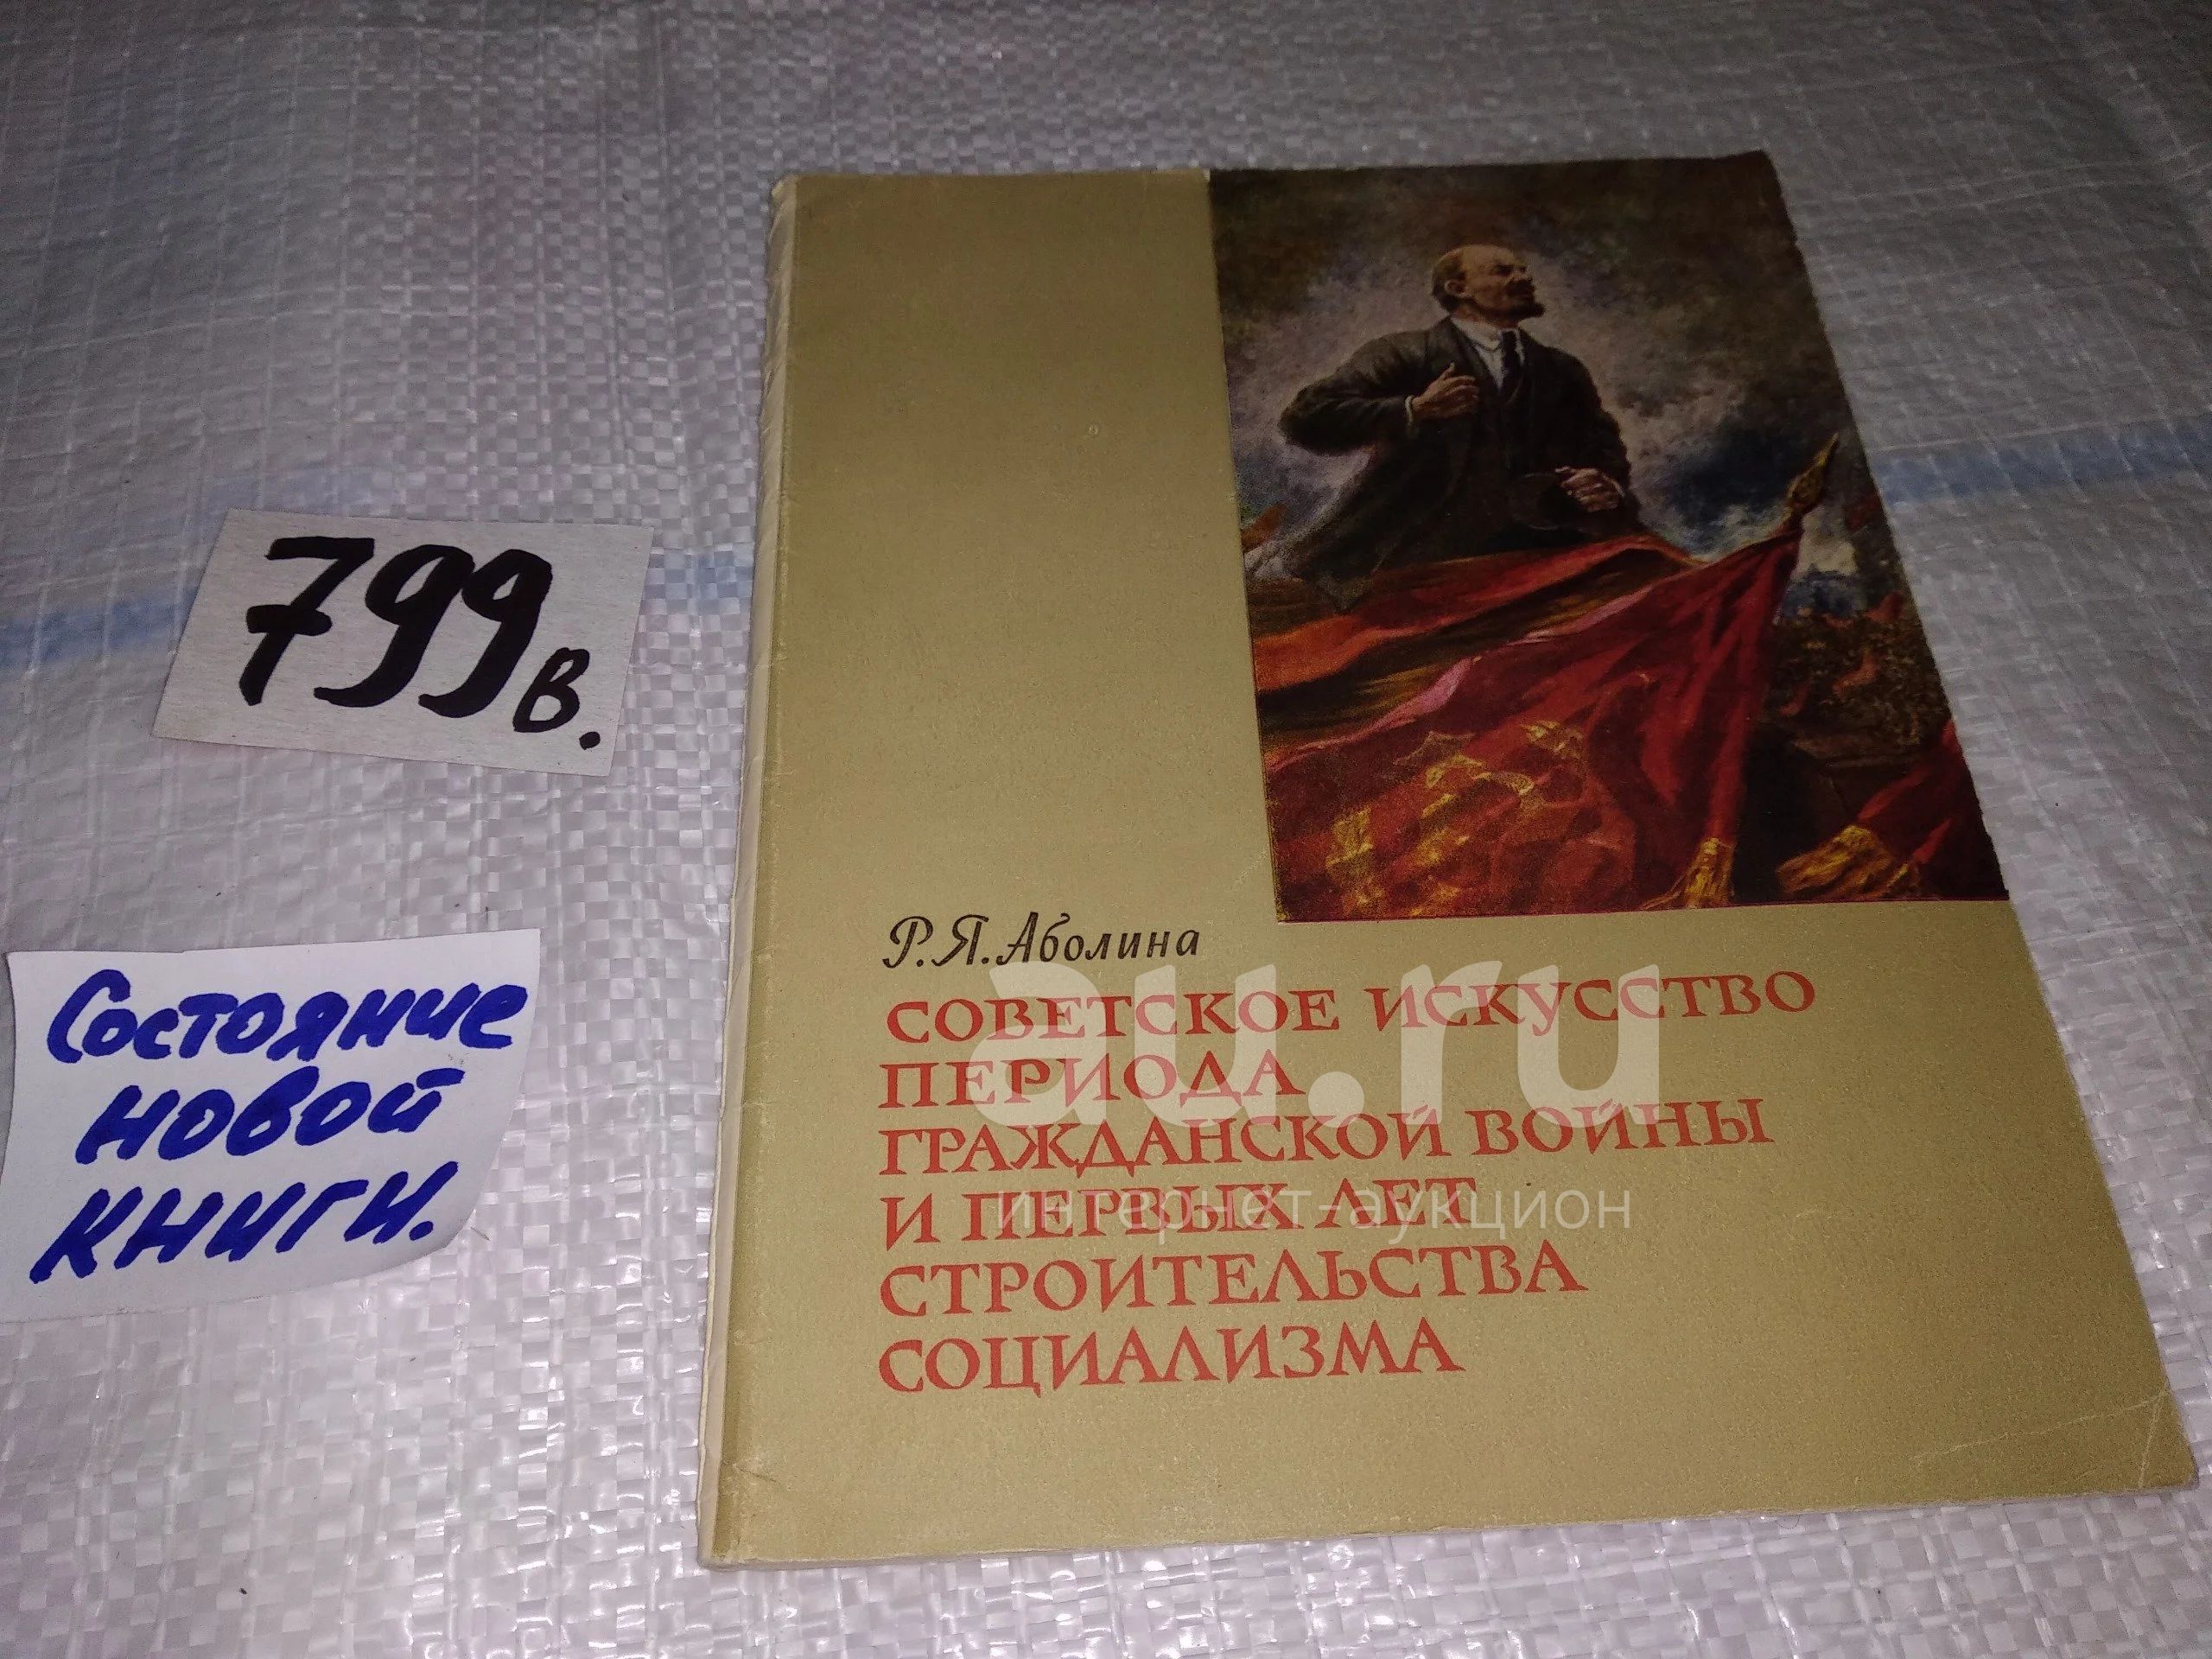 799в.
Состояние
новой
книги.
Р.Я.Аболина
СОВЕТСКОЕ ИСКУССТВО
ПЕРИОДА
ГРАЖДАНСКОЙ ВОЙНЫ
И ПЕРВЫХ ЛЕТ
СТРОИТЕЛЬСТВА
СОЦИАЛИЗМА
au.ru
интернет-аукцион